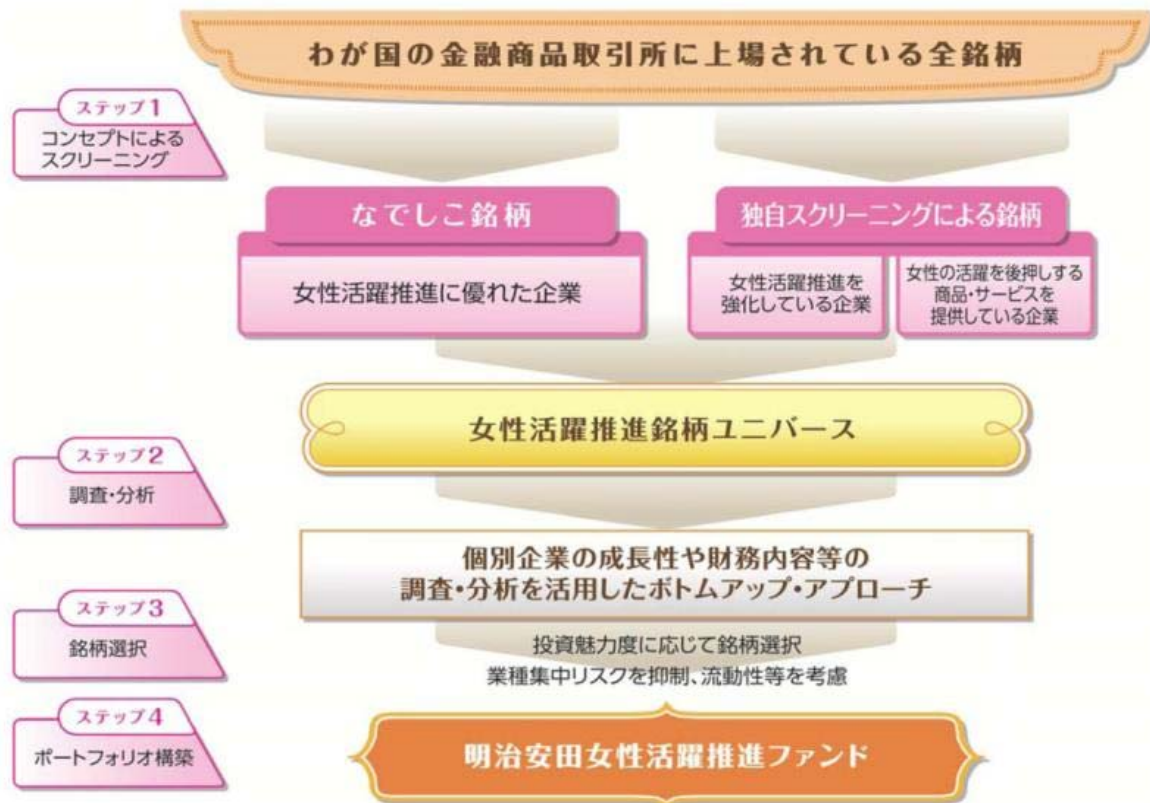 わが国の金融商品取引所に上場されている全銘柄
ステップ1
コンセプトによる
スクリーニング
なでしこ銘柄
女性活躍推進に優れた企業
独自スクリーニングによる銘柄
女性活躍推進を
強化している企業
女性の活躍を後押しする
商品・サービスを
提供している企業
女性活躍推進銘柄ユニバース
ステップ2
調査・分析
個別企業の成長性や財務内容等の
調査・分析を活用したボトムアップ・アプローチ
ステップ3
銘柄選択
投資魅力度に応じて銘柄選択
業種集中リスクを抑制、流動性等を考慮
ステップ4
ポートフォリオ構築
明治安田女性活躍推進ファンド